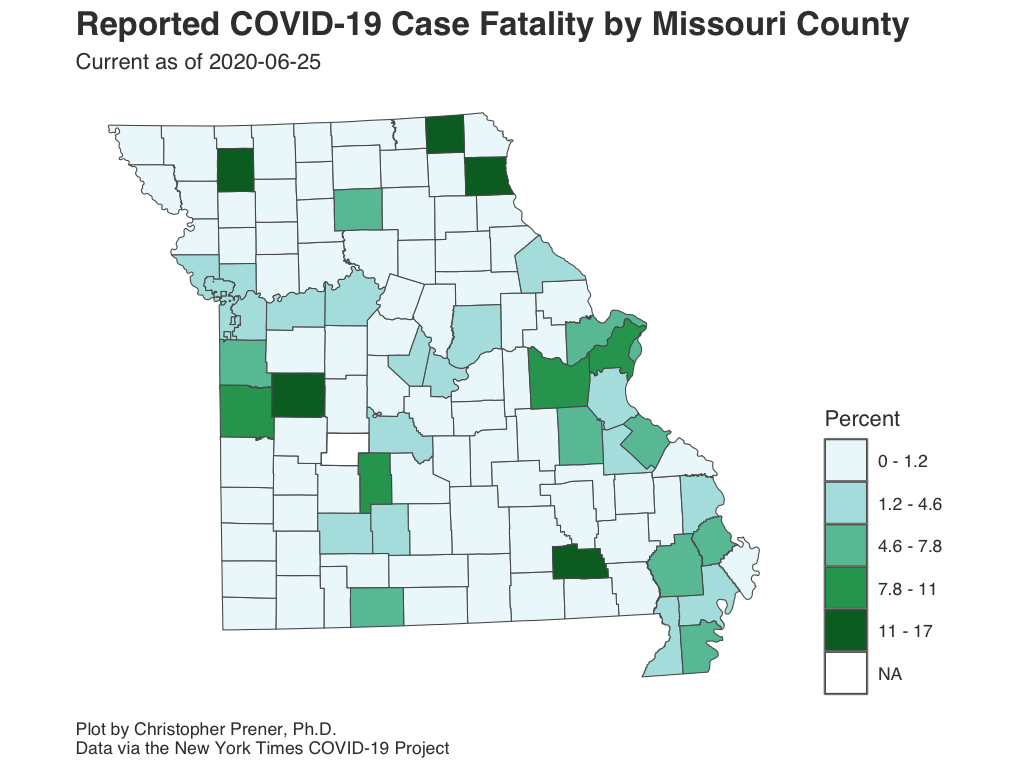 Reported COVID-19 Case Fatality by Missouri County
Current as of 2020-06-25
Percent
0 - 1.2
1.2 - 4.6
4.6 - 7.8
7.8 - 11
11 - 17
NA
Plot by Christopher Prener, Ph.D.
Data via the New York Times COVID-19 Project